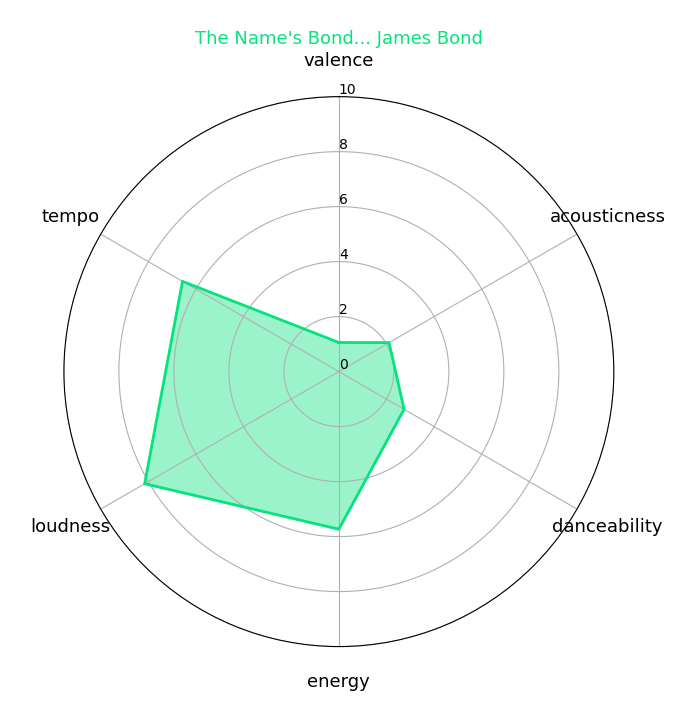 The Name's Bond... James Bond
valence
10
8
tempo
acousticness
6
4
2
0
loudness
danceability
energy